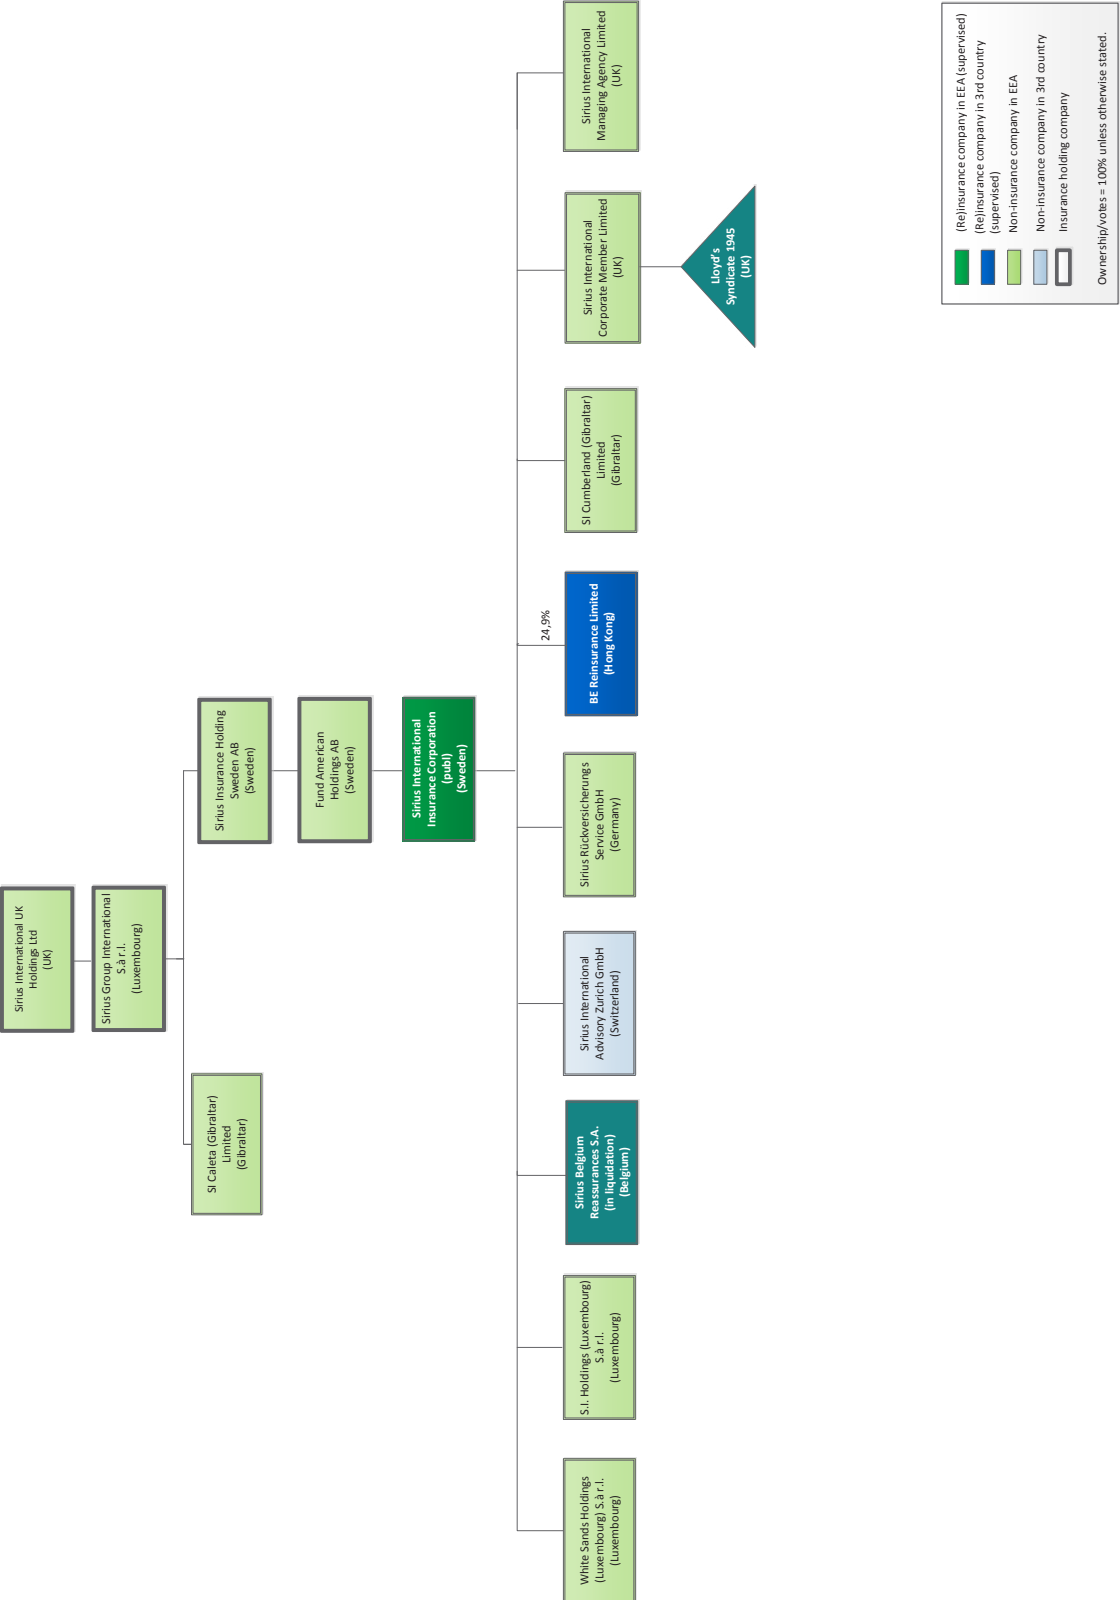 Sirius International UK
Holdings Ltd
(UK)
Sirius Group International
S.à r.l.
(Luxembourg)
SI Caleta (Gibraltar)
Limited
(Gibraltar)
Sirius Insurance Holding
Sweden AB
(Sweden)
Fund American
Holdings AB
(Sweden)
Sirius International
Insurance Corporation
(publ)
(Sweden)
White Sands Holdings
(Luxembourg) S.à r.l.
(Luxembourg)
S.I. Holdings (Luxembourg)
S.à r.l.
(Luxembourg)
Sirius Belgium
Reassurances S.A.
(in liquidation)
(Belgium)
Sirius International
Advisory Zurich GmbH
(Switzerland)
Sirius Rückversicherungs
Service GmbH
(Germany)
24,9%
BE Reinsurance Limited
(Hong Kong)
SI Cumberland (Gibraltar)
Limited
(Gibraltar)
Sirius International
Corporate Member Limited
(UK)
Sirius International
Managing Agency Limited
(UK)
Lloyd's
Syndicate 1945
(UK)
(Re)insurance company in EEA (supervised)
(Re)insurance company in 3rd country
(supervised)
Non-insurance company in EEA
Non-insurance company in 3rd country
Insurance holding company
Ownership/votes = 100% unless otherwise stated.